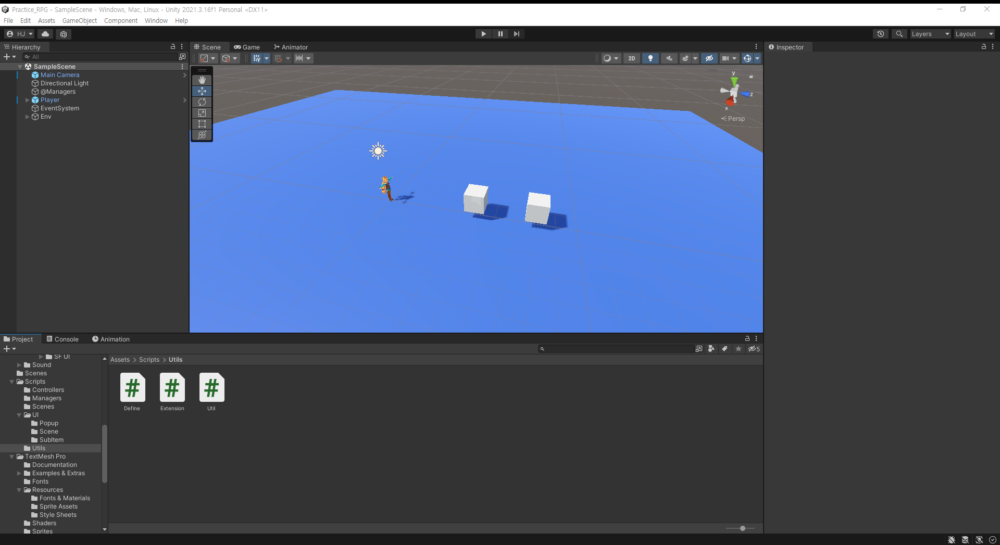 Practice_RPG - SampleScene - Windows, Mac, Linux - Unity 2021.3.16f1 Personal <DX11>
File Edit Assets GameObject Component Window Help
HJ
Layers
Layout
Hierarchy
All
SampleScene
Main Camera
Directional Light
@Managers
Player
EventSystem
Env
Scene
Game
Animator
2D
y
z
x
Persp
Inspector
Project
Console
Animation
5
SF UI
Sound
Scenes
Scripts
Controllers
Managers
Scenes
UI
Popup
Scene
SubItem
Utils
TextMesh Pro
Documentation
Examples & Extras
Fonts
Resources
Fonts & Materials
Sprite Assets
Style Sheets
Shaders
Sprites
Assets > Scripts > Utils
Define
Extension
Util